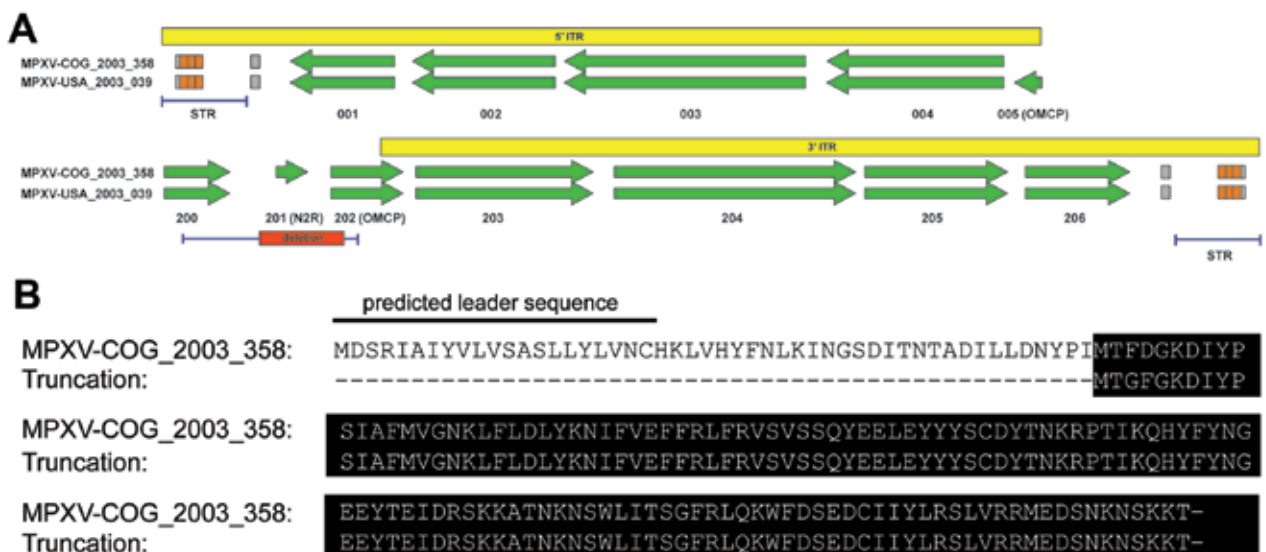 A
5' ITR
MPXV-COG_2003_358
MPXV-USA_2003_039
STR 001 002 003 004 005 (OMCP)
3' ITR
MPXV-COG_2003_358
MPXV-USA_2003_039
200 201 (N2R) 202 (OMCP) 203 204 205 206
deletion
STR
B
predicted leader sequence
MPXV-COG_2003_358: MDSRIAIYVLVSASLLYLVNCHKLVHYFNLKINGSDITNTADILLDNYPIMTFDGKDIYP
Truncation: --------------------------------------------------MTGFGKDIYP
MPXV-COG_2003_358: SIAFMVGNKLFLDLYKNIFVEFFRLFRVSVSSQYEELEYYYSCDYTNKRPTIKQHYFYNG
Truncation: SIAFMVGNKLFLDLYKNIFVEFFRLFRVSVSSQYEELEYYYSCDYTNKRPTIKQHYFYNG
MPXV-COG_2003_358: EEYTEIDRSKKATNKNSWLITSGFRLQKWFDSEDCIIYLRSLVRRMEDSNKNSKKT-
Truncation: EEYTEIDRSKKATNKNSWLITSGFRLQKWFDSEDCIIYLRSLVRRMEDSNKNSKKT-